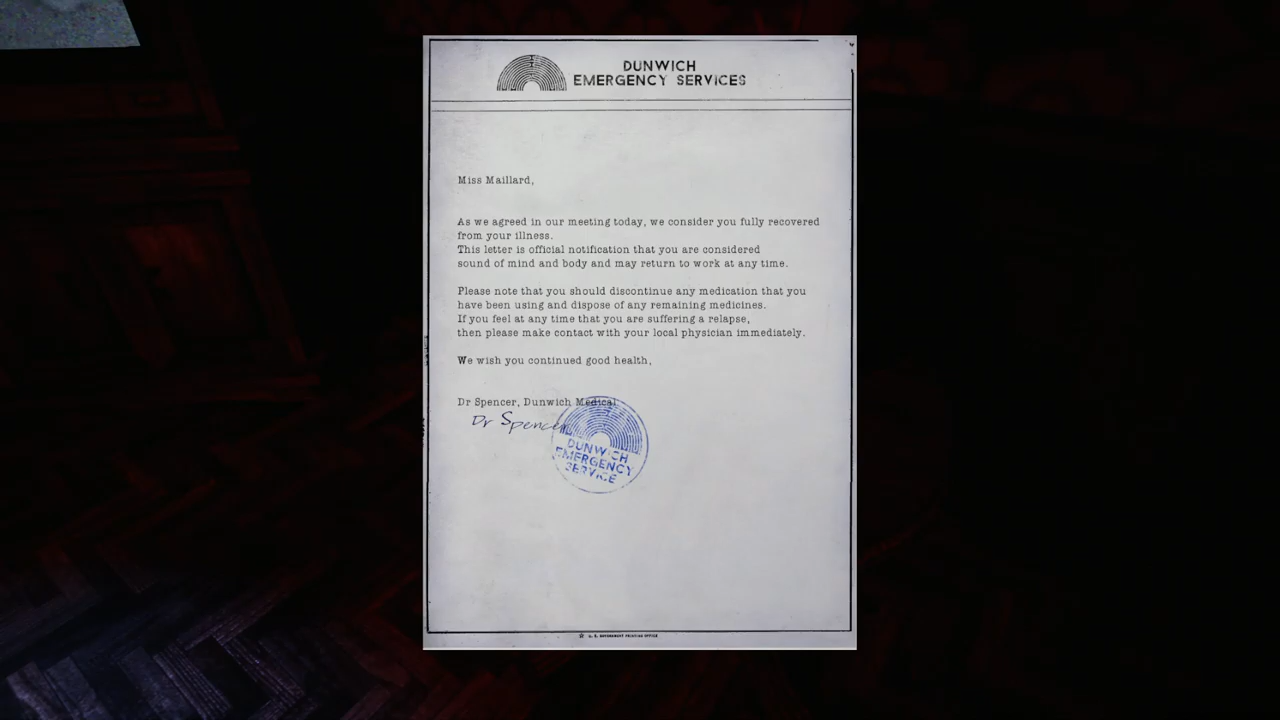 DUNWICH
EMERGENCY SERVICES
Miss Maillard,
As we agreed in our meeting today, we consider you fully recovered
from your illness.
This letter is official notification that you are considered
sound of mind and body and may return to work at any time.
Please note that you should discontinue any medication that you
have been using and dispose of any remaining medicines.
If you feel at any time that you are suffering a relapse,
then please make contact with your local physician immediately.
We wish you continued good health,
Dr Spencer, Dunwich Medical
Dr Spencer
DUNWICH
EMERGENCY
SERVICE
U. S. GOVERNMENT PRINTING OFFICE